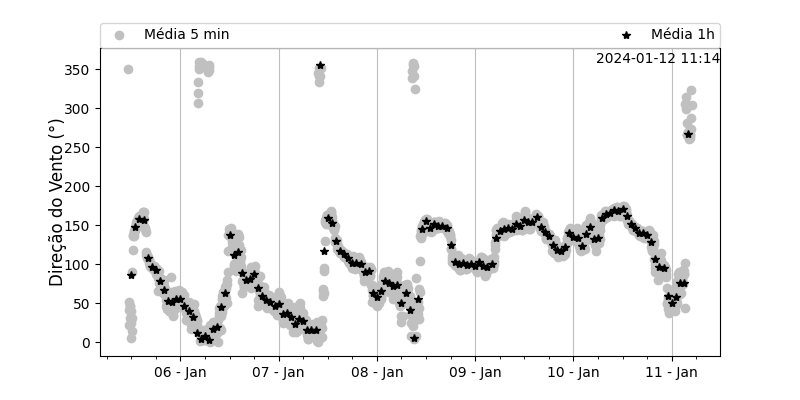 Média 5 min
Média 1h
2024-01-12 11:14
Direção do Vento (°)
350
300
250
200
150
100
50
0
06 - Jan
07 - Jan
08 - Jan
09 - Jan
10 - Jan
11 - Jan